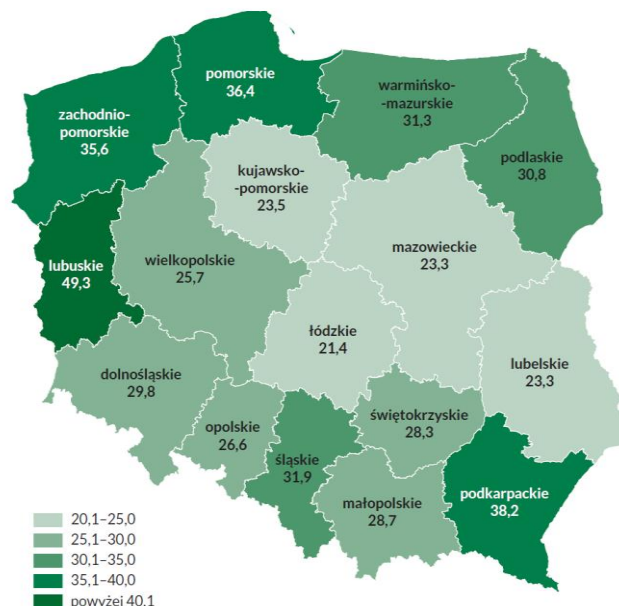 pomorskie
36,4
warmińsko-
-mazurskie
31,3
zachodnio-
pomorskie
35,6
podlaskie
30,8
kujawsko-
-pomorskie
23,5
mazowieckie
23,3
lubuskie
49,3
wielkopolskie
25,7
łódzkie
21,4
lubelskie
23,3
dolnośląskie
29,8
świętokrzyskie
28,3
opolskie
26,6
śląskie
31,9
podkarpackie
38,2
małopolskie
28,7
20,1–25,0
25,1–30,0
30,1–35,0
35,1–40,0
powyżej 40,1